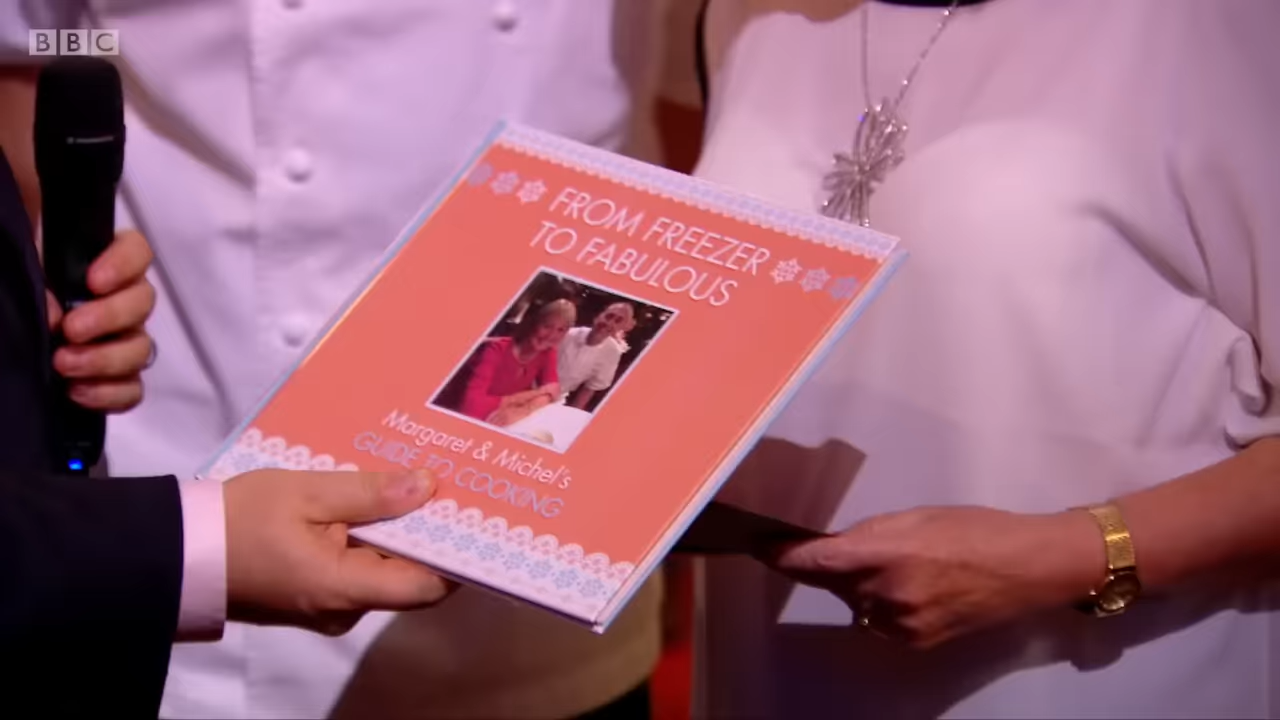 BBC
FROM FREEZER
TO FABULOUS
Margaret & Michel's
GUIDE TO COOKING